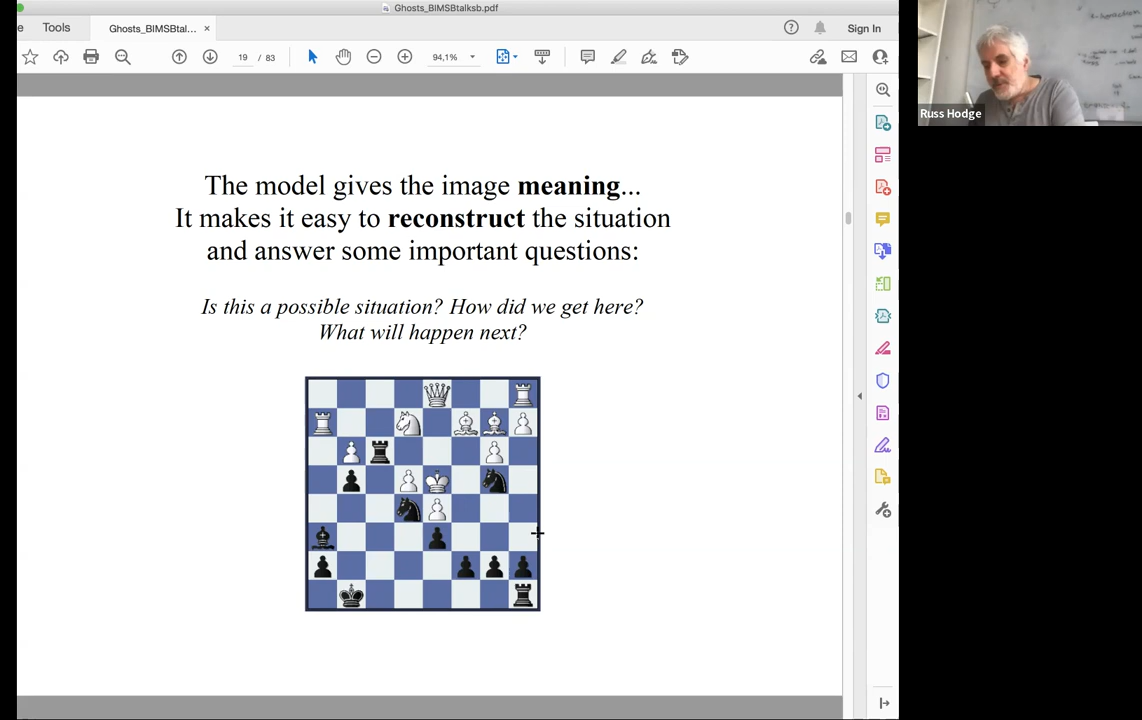 Ghosts_BIMSBtalksb.pdf
e
Tools
Ghosts_BIMSBtal... ×
Sign In
19 / 83
94,1%
The model gives the image meaning...
It makes it easy to reconstruct the situation
and answer some important questions:
Is this a possible situation? How did we get here?
What will happen next?
Russ Hodge